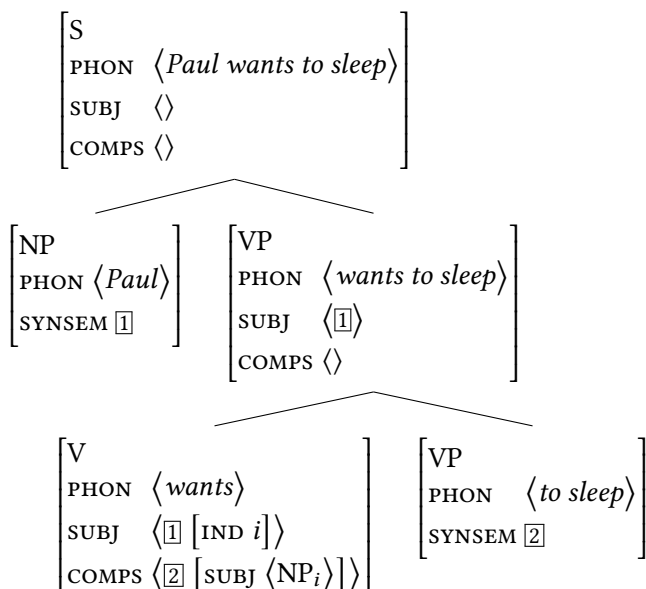 S
PHON ⟨Paul wants to sleep⟩
SUBJ ⟨⟩
COMPS ⟨⟩
NP
PHON ⟨Paul⟩
SYNSEM 1
VP
PHON ⟨wants to sleep⟩
SUBJ ⟨1⟩
COMPS ⟨⟩
V
PHON ⟨wants⟩
SUBJ ⟨1 [IND i]⟩
COMPS ⟨2 [SUBJ ⟨NPᵢ⟩]⟩
VP
PHON ⟨to sleep⟩
SYNSEM 2